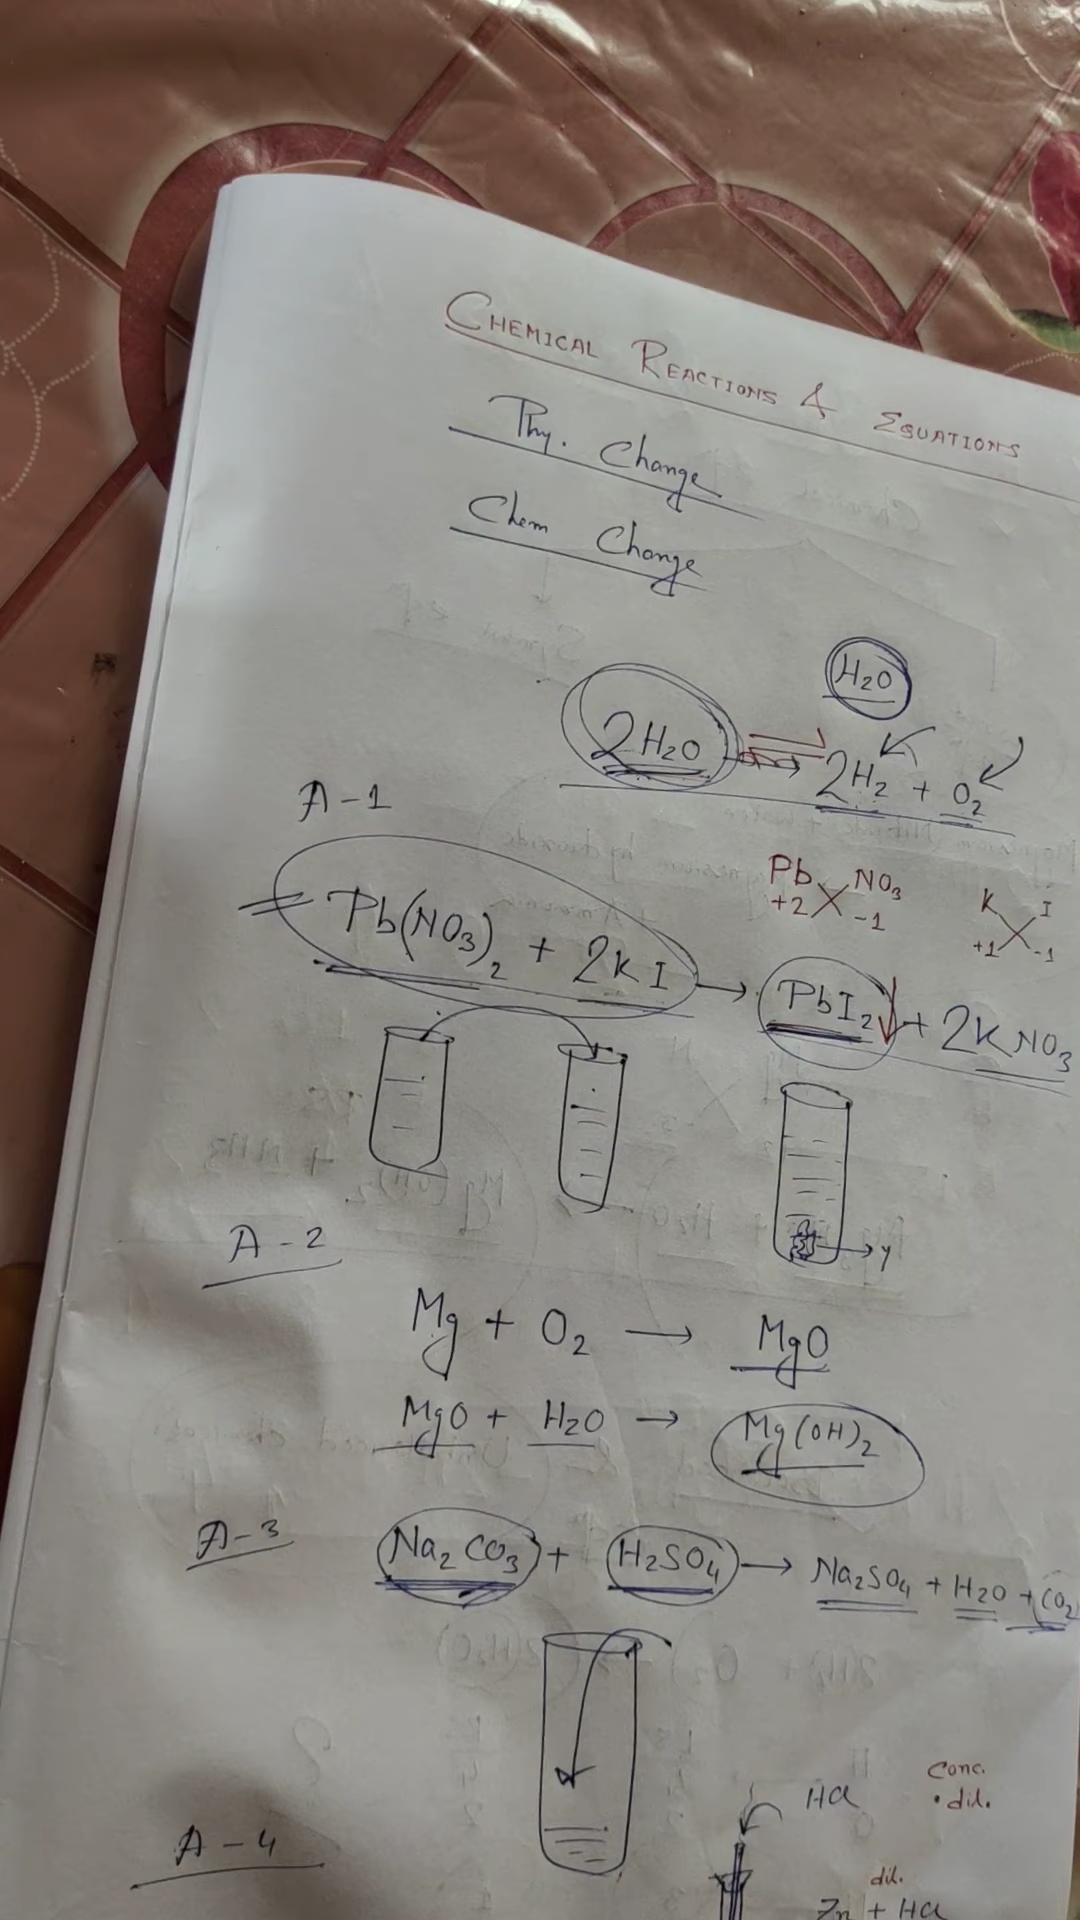 CHEMICAL REACTIONS & EQUATIONS
Phy. Change
Chem Change
H₂O
2H₂O ⇌ 2H₂ + O₂
A-1
Pb NO₃
+2 -1
K I
+1 -1
Pb(NO₃)₂ + 2KI → PbI₂↓ + 2KNO₃
y
A-2
Mg + O₂ → MgO
MgO + H₂O → Mg(OH)₂
A-3
Na₂CO₃ + H₂SO₄ → Na₂SO₄ + H₂O + CO₂
Conc.
HCl • dil.
A-4
dil.
Zn + HCl